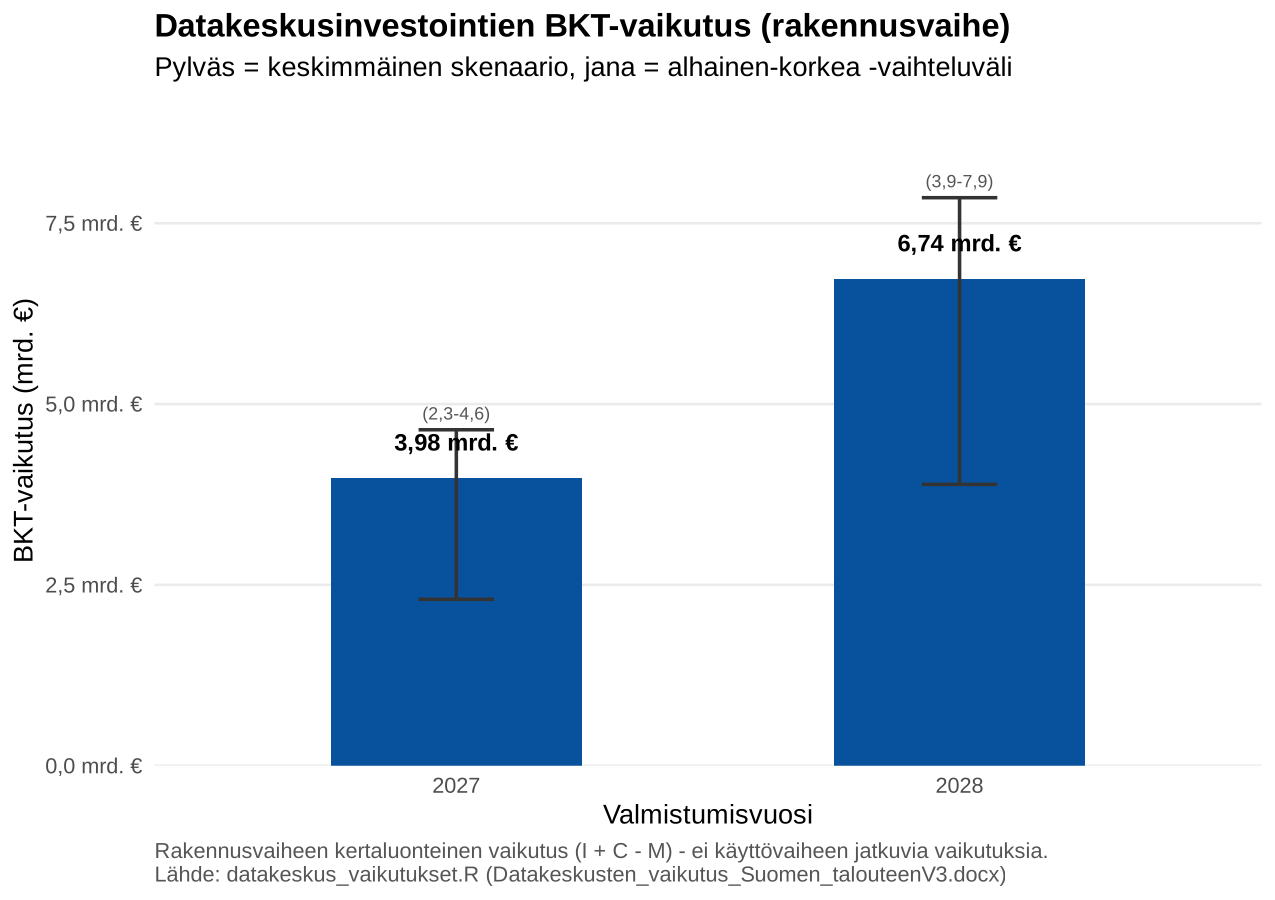 Datakeskusinvestointien BKT-vaikutus (rakennusvaihe)
Pylväs = keskimmäinen skenaario, jana = alhainen-korkea -vaihteluväli
BKT-vaikutus (mrd. €)
7,5 mrd. €
5,0 mrd. €
2,5 mrd. €
0,0 mrd. €
(2,3-4,6)
3,98 mrd. €
(3,9-7,9)
6,74 mrd. €
2027
2028
Valmistumisvuosi
Rakennusvaiheen kertaluonteinen vaikutus (I + C - M) - ei käyttövaiheen jatkuvia vaikutuksia.
Lähde: datakeskus_vaikutukset.R (Datakeskusten_vaikutus_Suomen_talouteenV3.docx)